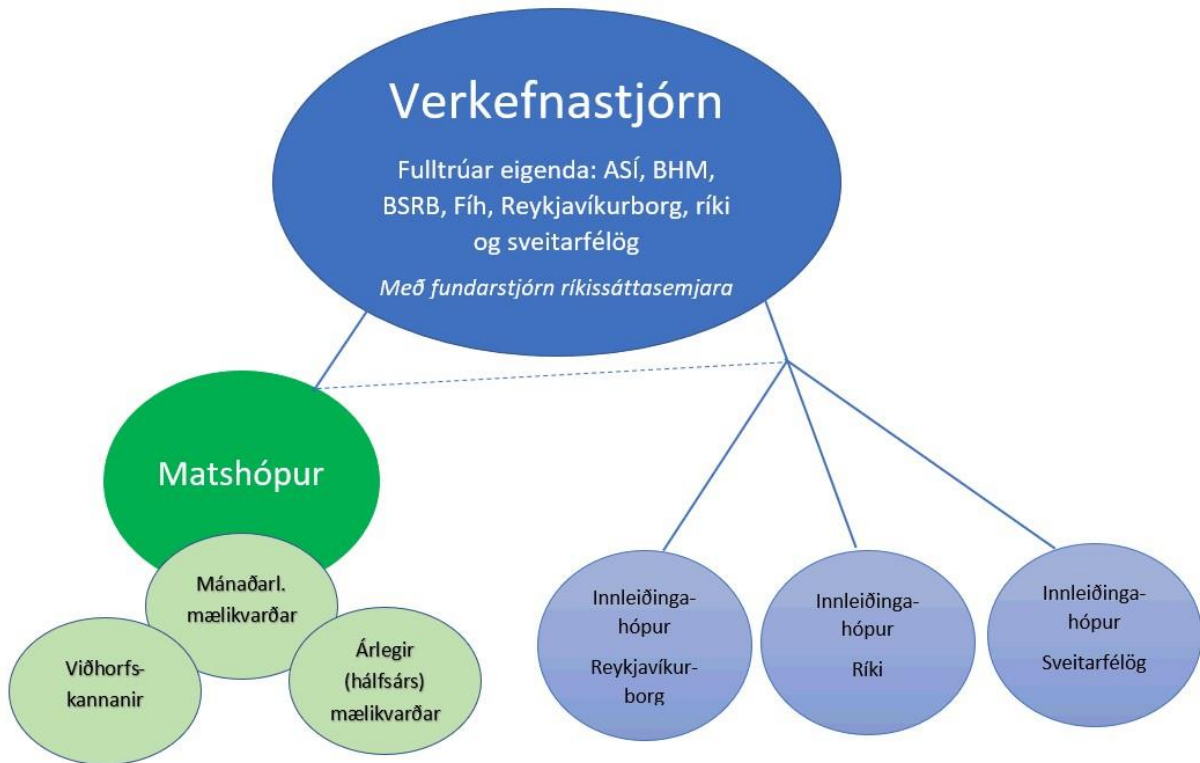 Verkefnastjórn
Fulltrúar eigenda: ASÍ, BHM,
BSRB, Fíh, Reykjavíkurborg, ríki
og sveitarfélög
Með fundarstjórn ríkissáttasemjara
Matshópur
Mánaðarl.
mælikvarðar
Viðhorfs-
kannanir
Árlegir
(hálfsárs)
mælikvarðar
Innleiðinga-
hópur
Reykjavíkur-
borg
Innleiðinga-
hópur
Ríki
Innleiðinga-
hópur
Sveitarfélög